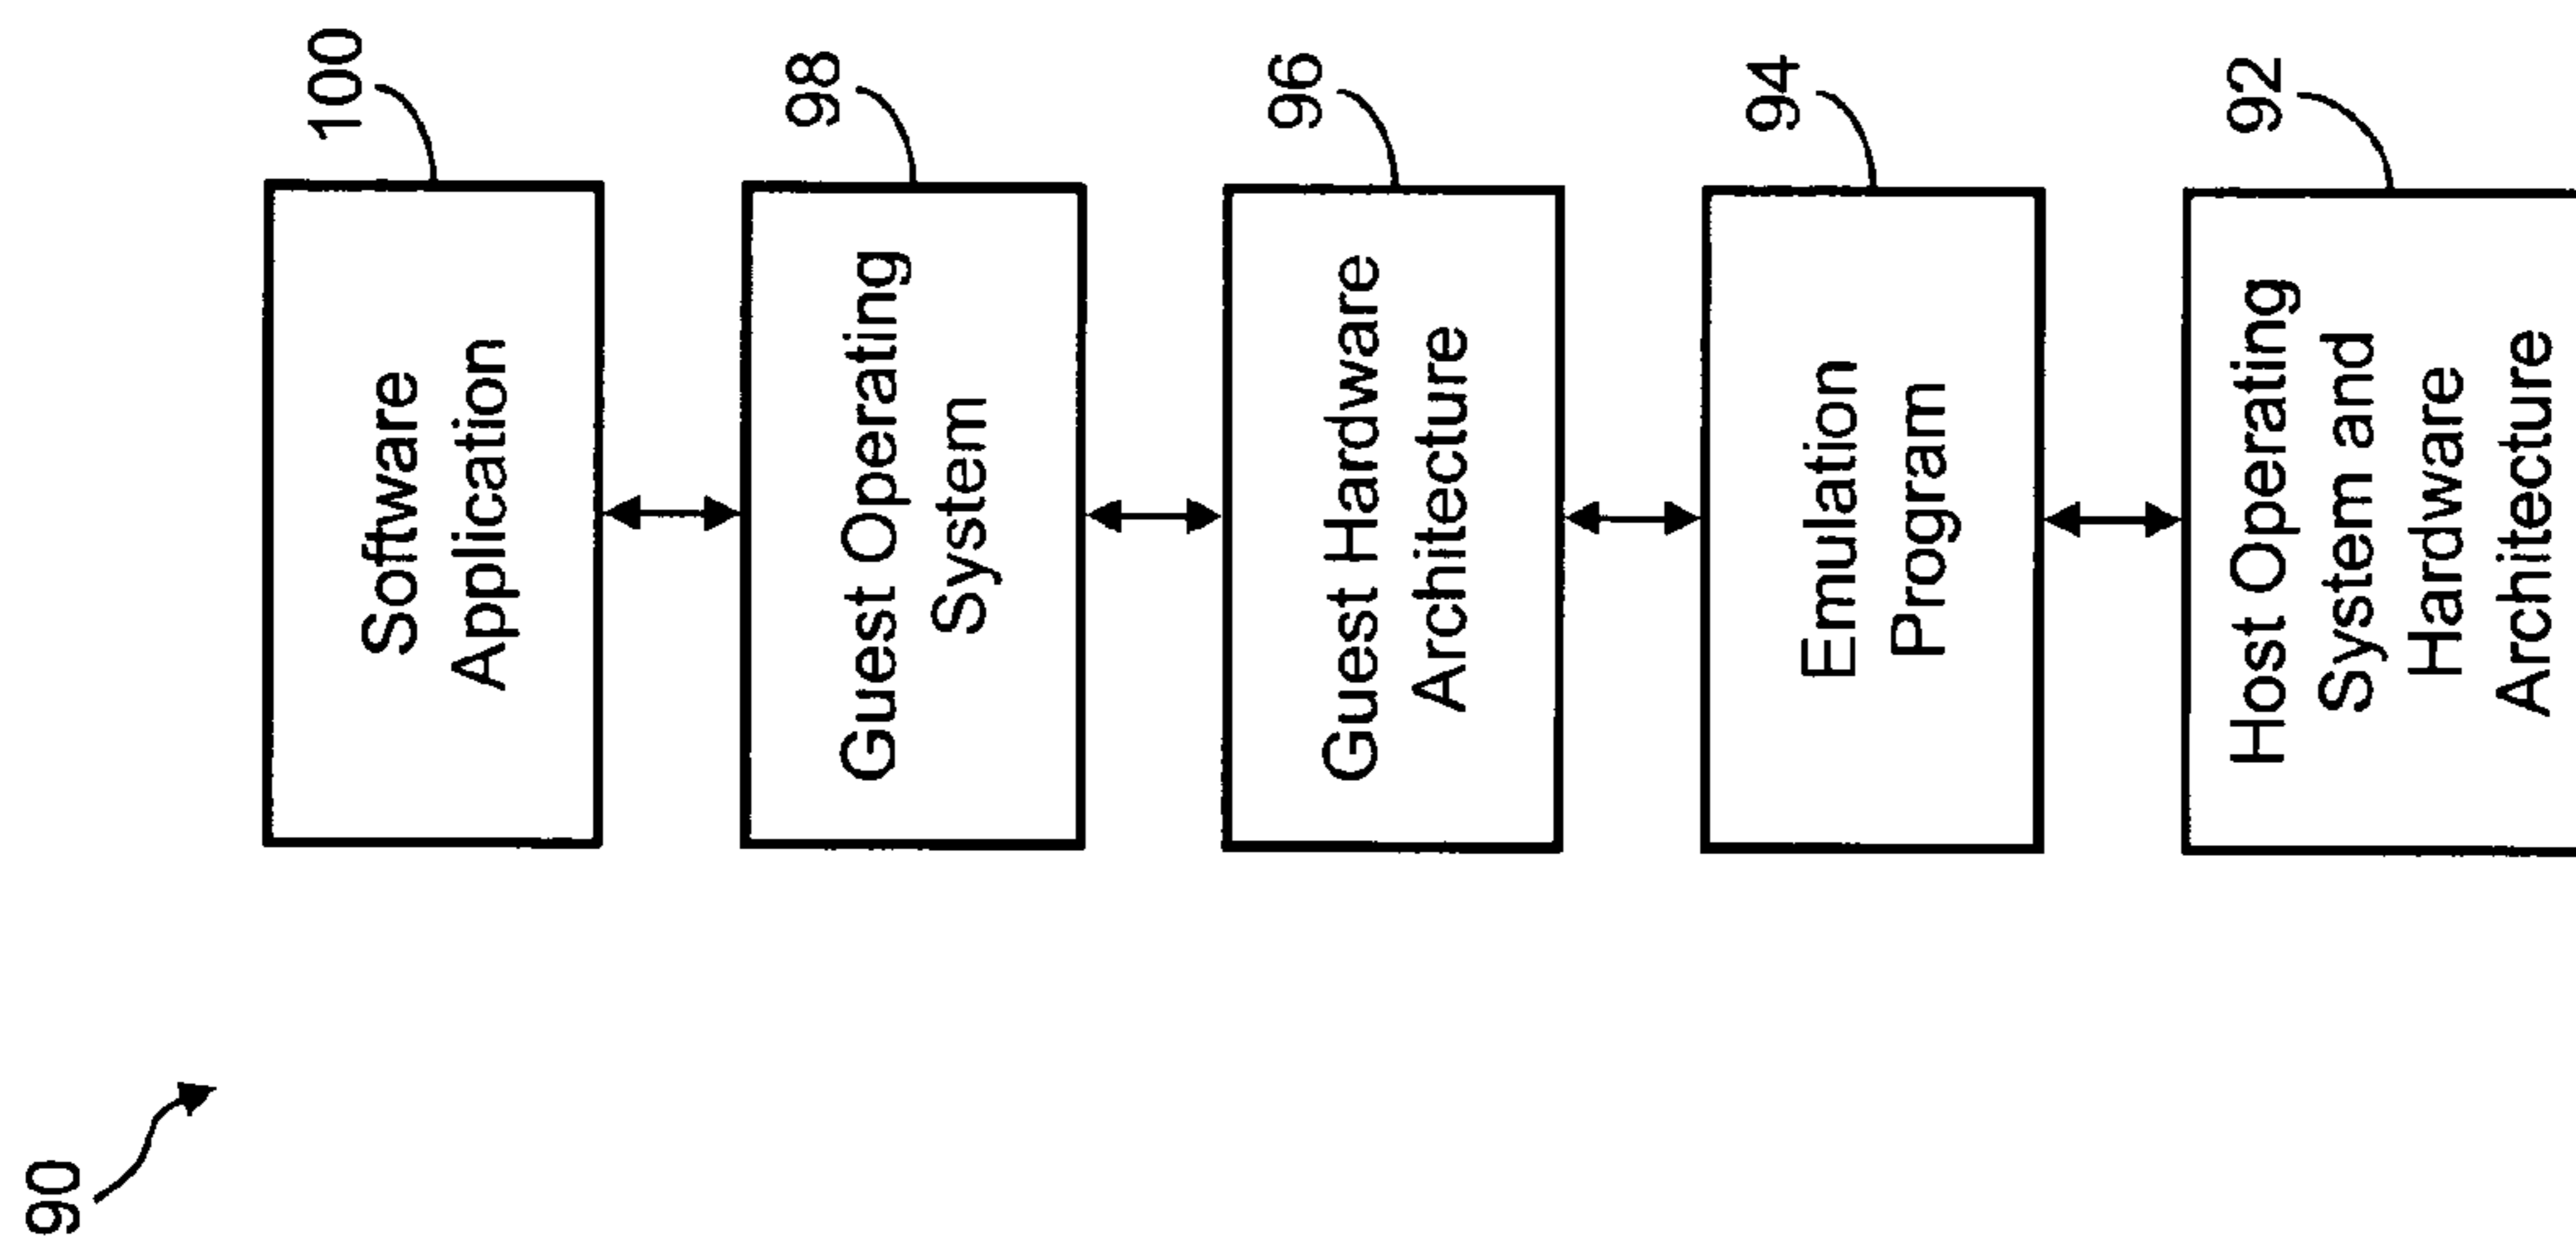 90
100
Software
Application
98
Guest Operating
System
96
Guest Hardware
Architecture
94
Emulation
Program
92
Host Operating
System and
Hardware
Architecture